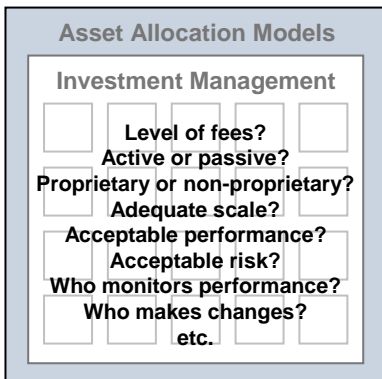 Asset Allocation Models
Investment Management
Level of fees?
Active or passive?
Proprietary or non-proprietary?
Adequate scale?
Acceptable performance?
Acceptable risk?
Who monitors performance?
Who makes changes?
etc.